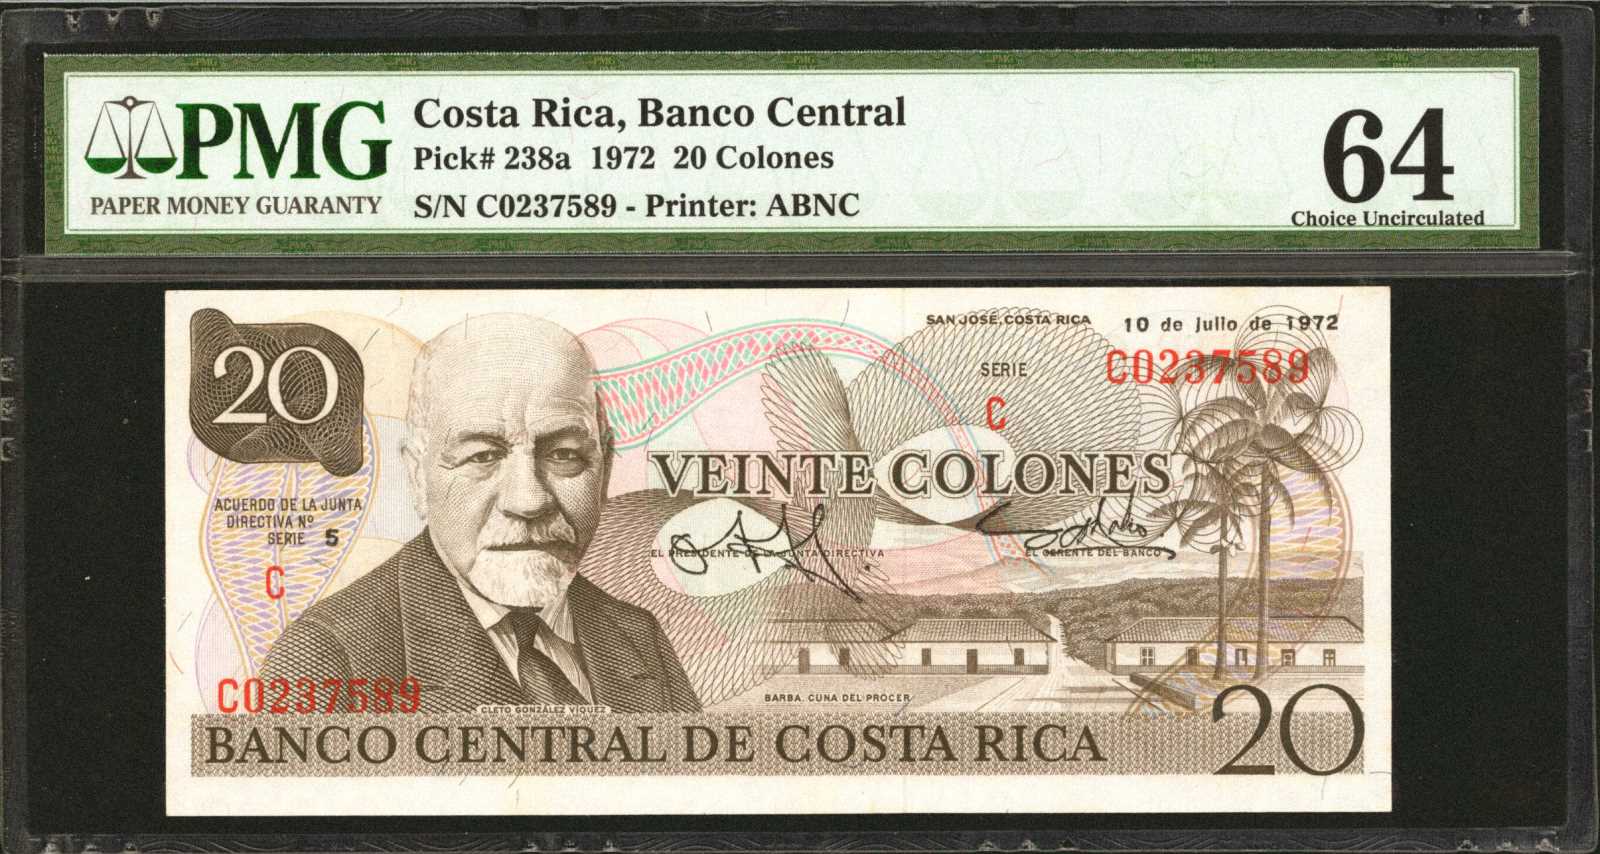 PMG
PAPER MONEY GUARANTY
Costa Rica, Banco Central
Pick# 238a 1972 20 Colones
S/N C0237589 - Printer: ABNC
64
Choice Uncirculated
20
SAN JOSÉ, COSTA RICA 10 de julio de 1972
SERIE C0237589
C
VEINTE COLONES
ACUERDO DE LA JUNTA
DIRECTIVA Nº
SERIE 5
C
EL PRESIDENTE DE LA JUNTA DIRECTIVA
EL GERENTE DEL BANCO
BARBA. CUNA DEL PROCER
C0237589
CLETO GONZÁLEZ VÍQUEZ
BANCO CENTRAL DE COSTA RICA 20